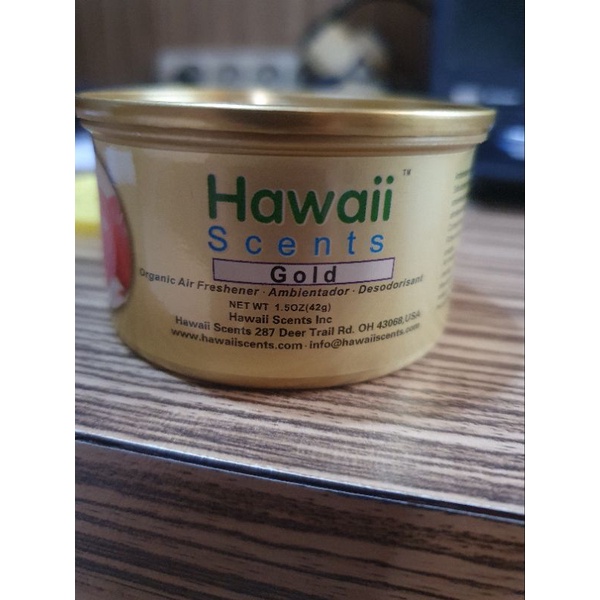 Hawaii™
Scents
Gold
Organic Air Freshener · Ambientador · Desodorisant
NET WT 1.5OZ(42g)
Hawaii Scents Inc
Hawaii Scents 287 Deer Trail Rd. OH 43068,USA
www.hawaiiscents.com · info@hawaiiscents.com